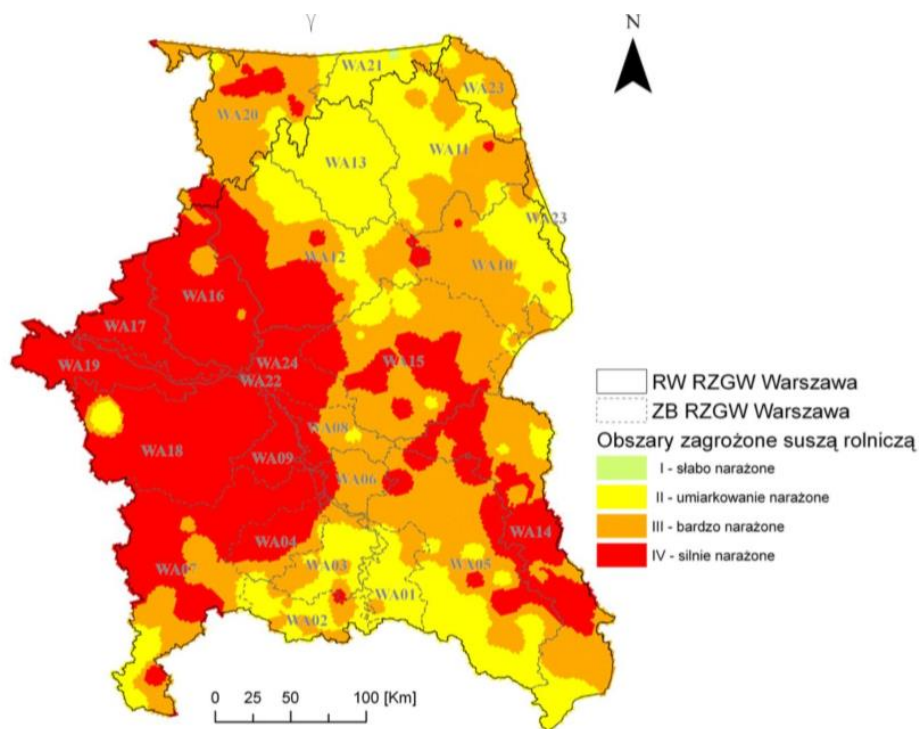 N
WA21
WA23
WA20
WA11
WA13
WA23
WA12
WA10
WA16
WA17
WA24
WA15
WA19
WA22
WA08
WA18
WA09
WA06
WA14
WA04
WA03
WA05
WA07
WA01
WA02
RW RZGW Warszawa
ZB RZGW Warszawa
Obszary zagrożone suszą rolniczą
I - słabo narażone
II - umiarkowanie narażone
III - bardzo narażone
IV - silnie narażone
0 25 50 100 [Km]